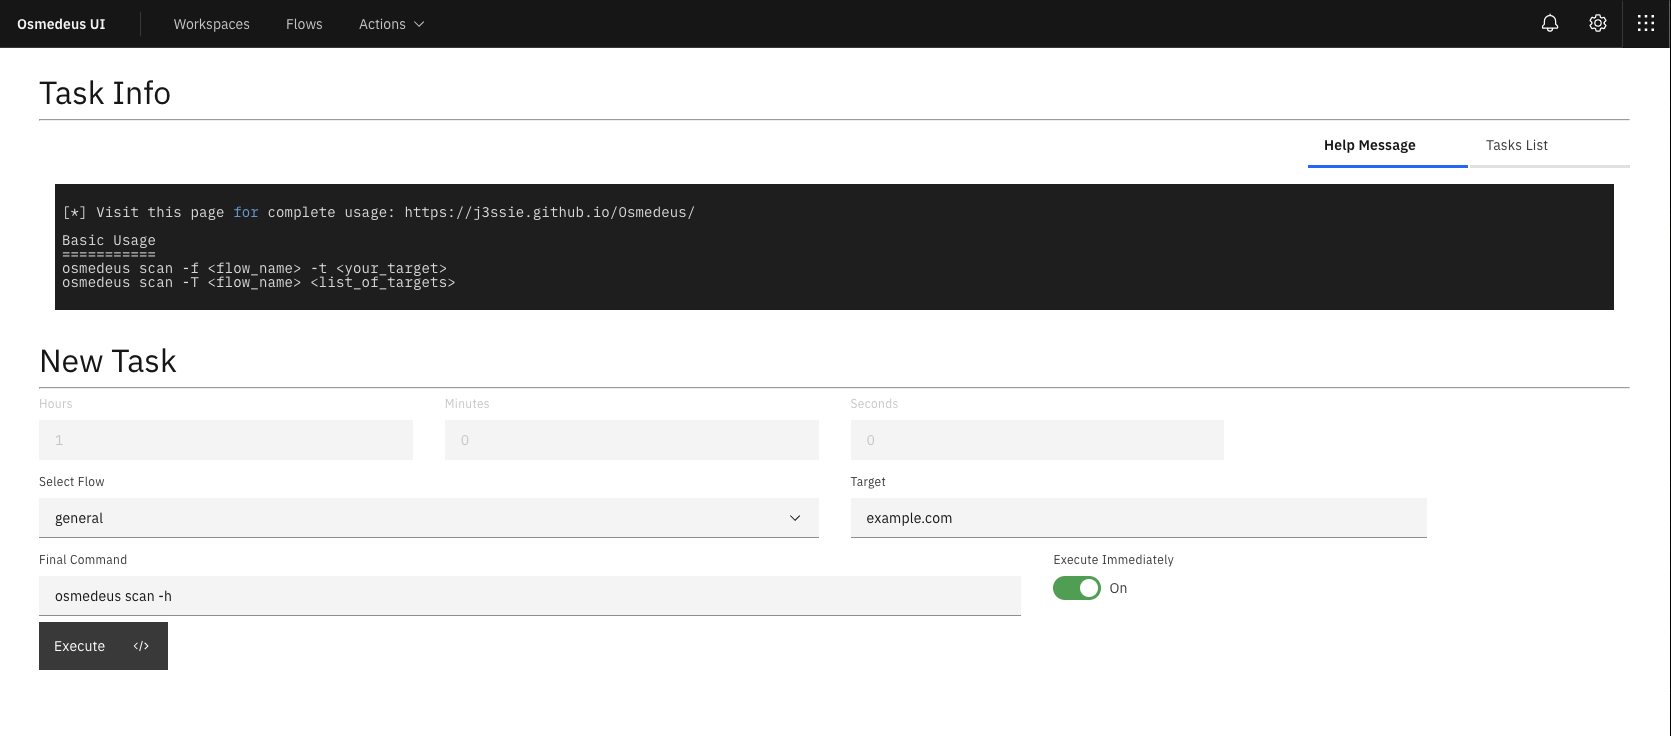 Osmedeus UI Workspaces Flows Actions
Task Info
Help Message Tasks List
[*] Visit this page for complete usage: https://j3ssie.github.io/Osmedeus/
Basic Usage
===========
osmedeus scan -f <flow_name> -t <your_target>
osmedeus scan -T <flow_name> <list_of_targets>
New Task
Hours Minutes Seconds
1 0 0
Select Flow Target
general example.com
Final Command Execute Immediately
osmedeus scan -h On
Execute </>